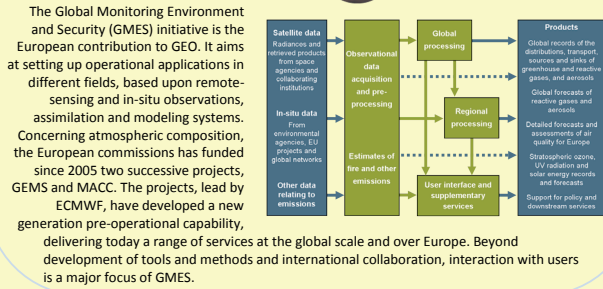 The Global Monitoring Environment
and Security (GMES) initiative is the
European contribution to GEO. It aims
at setting up operational applications in
different fields, based upon remote-
sensing and in-situ observations,
assimilation and modeling systems.
Concerning atmospheric composition,
the European commissions has funded
since 2005 two successive projects,
GEMS and MACC. The projects, lead by
ECMWF, have developed a new
generation pre-operational capability,
delivering today a range of services at the global scale and over Europe. Beyond
development of tools and methods and international collaboration, interaction with users
is a major focus of GMES.
Satellite data
Radiances and
retrieved products
from space
agencies and
collaborating
institutions
In-situ data
From
environmental
agencies, EU
projects and
global networks
Other data
relating to
emissions
Observational
data
acquisition
and pre-
processing
Estimates of
fire and other
emissions
Global
processing
Regional
processing
User interface and
supplementary
services
Products
Global records of the
distributions, transport,
sources and sinks of
greenhouse and reactive
gases, and aerosols
Global forecasts of
reactive gases and
aerosols
Detailed forecasts and
assessments of air
quality for Europe
Stratospheric ozone,
UV radiation and
solar energy records
and forecasts
Support for policy and
downstream services